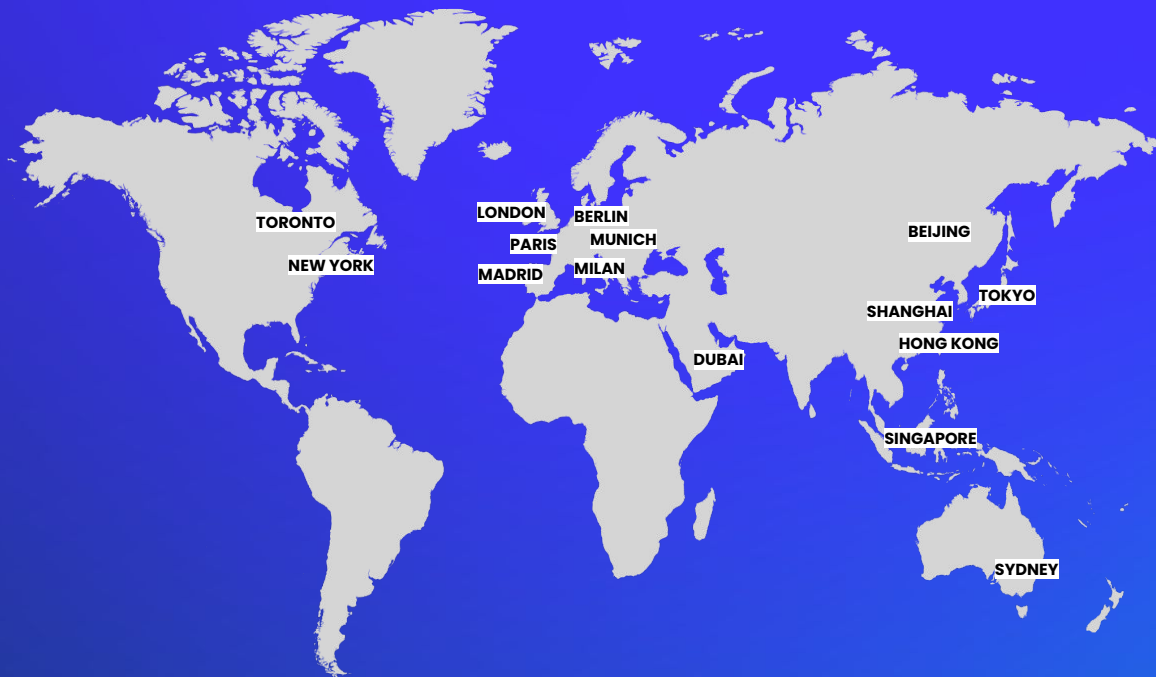 LONDON
BERLIN
TORONTO
BEIJING
MUNICH
PARIS
NEW YORK
MILAN
MADRID
TOKYO
SHANGHAI
HONG KONG
DUBAI
SINGAPORE
SYDNEY